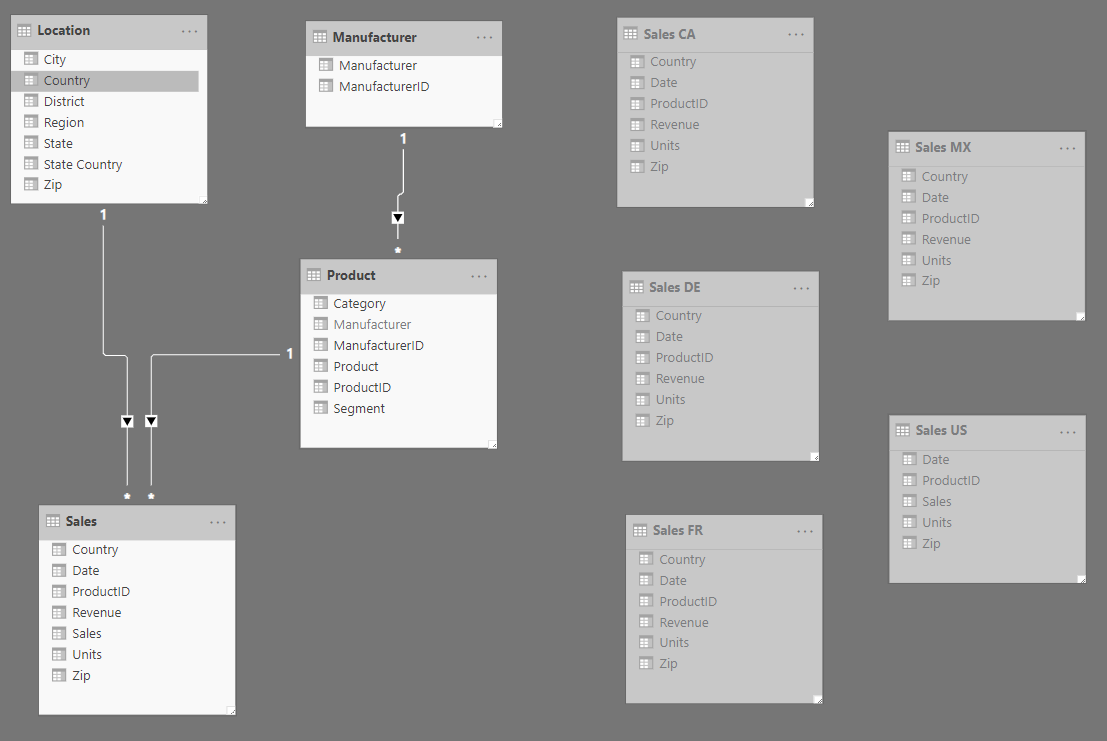 Location
City
Country
District
Region
State
State Country
Zip
1
Manufacturer
Manufacturer
ManufacturerID
1
*
Product
Category
Manufacturer
ManufacturerID
Product
ProductID
Segment
1
* *
Sales
Country
Date
ProductID
Revenue
Sales
Units
Zip
Sales CA
Country
Date
ProductID
Revenue
Units
Zip
Sales DE
Country
Date
ProductID
Revenue
Units
Zip
Sales FR
Country
Date
ProductID
Revenue
Units
Zip
Sales MX
Country
Date
ProductID
Revenue
Units
Zip
Sales US
Date
ProductID
Sales
Units
Zip